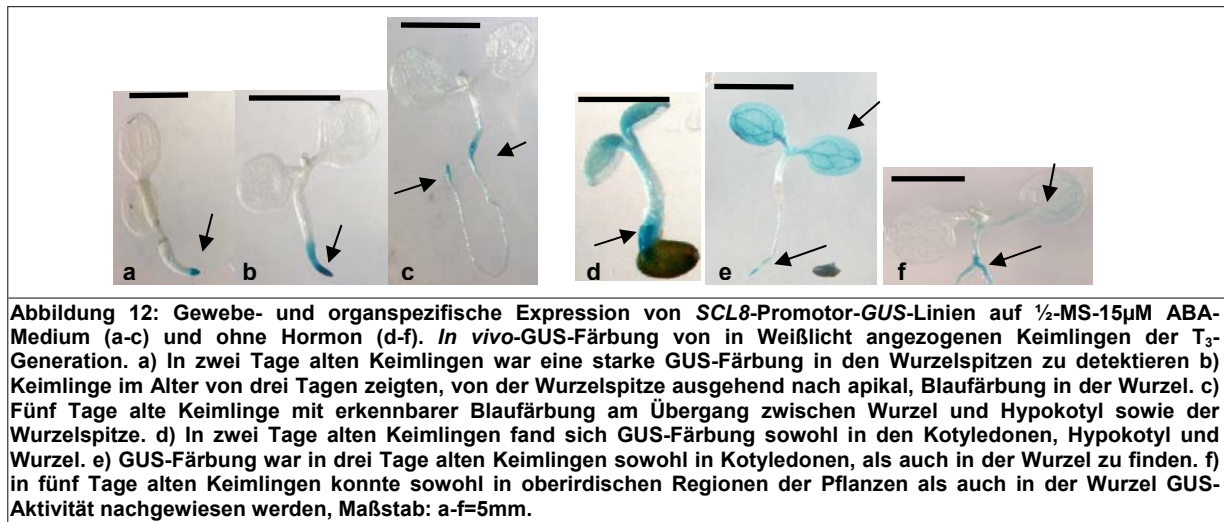 a
b
c
d
e
f
Abbildung 12: Gewebe- und organspezifische Expression von SCL8-Promotor-GUS-Linien auf ½-MS-15µM ABA-
Medium (a-c) und ohne Hormon (d-f). In vivo-GUS-Färbung von in Weißlicht angezogenen Keimlingen der T₃-
Generation. a) In zwei Tage alten Keimlingen war eine starke GUS-Färbung in den Wurzelspitzen zu detektieren b)
Keimlinge im Alter von drei Tagen zeigten, von der Wurzelspitze ausgehend nach apikal, Blaufärbung in der Wurzel. c)
Fünf Tage alte Keimlinge mit erkennbarer Blaufärbung am Übergang zwischen Wurzel und Hypokotyl sowie der
Wurzelspitze. d) In zwei Tage alten Keimlingen fand sich GUS-Färbung sowohl in den Kotyledonen, Hypokotyl und
Wurzel. e) GUS-Färbung war in drei Tage alten Keimlingen sowohl in Kotyledonen, als auch in der Wurzel zu finden. f)
in fünf Tage alten Keimlingen konnte sowohl in oberirdischen Regionen der Pflanzen als auch in der Wurzel GUS-
Aktivität nachgewiesen werden, Maßstab: a-f=5mm.